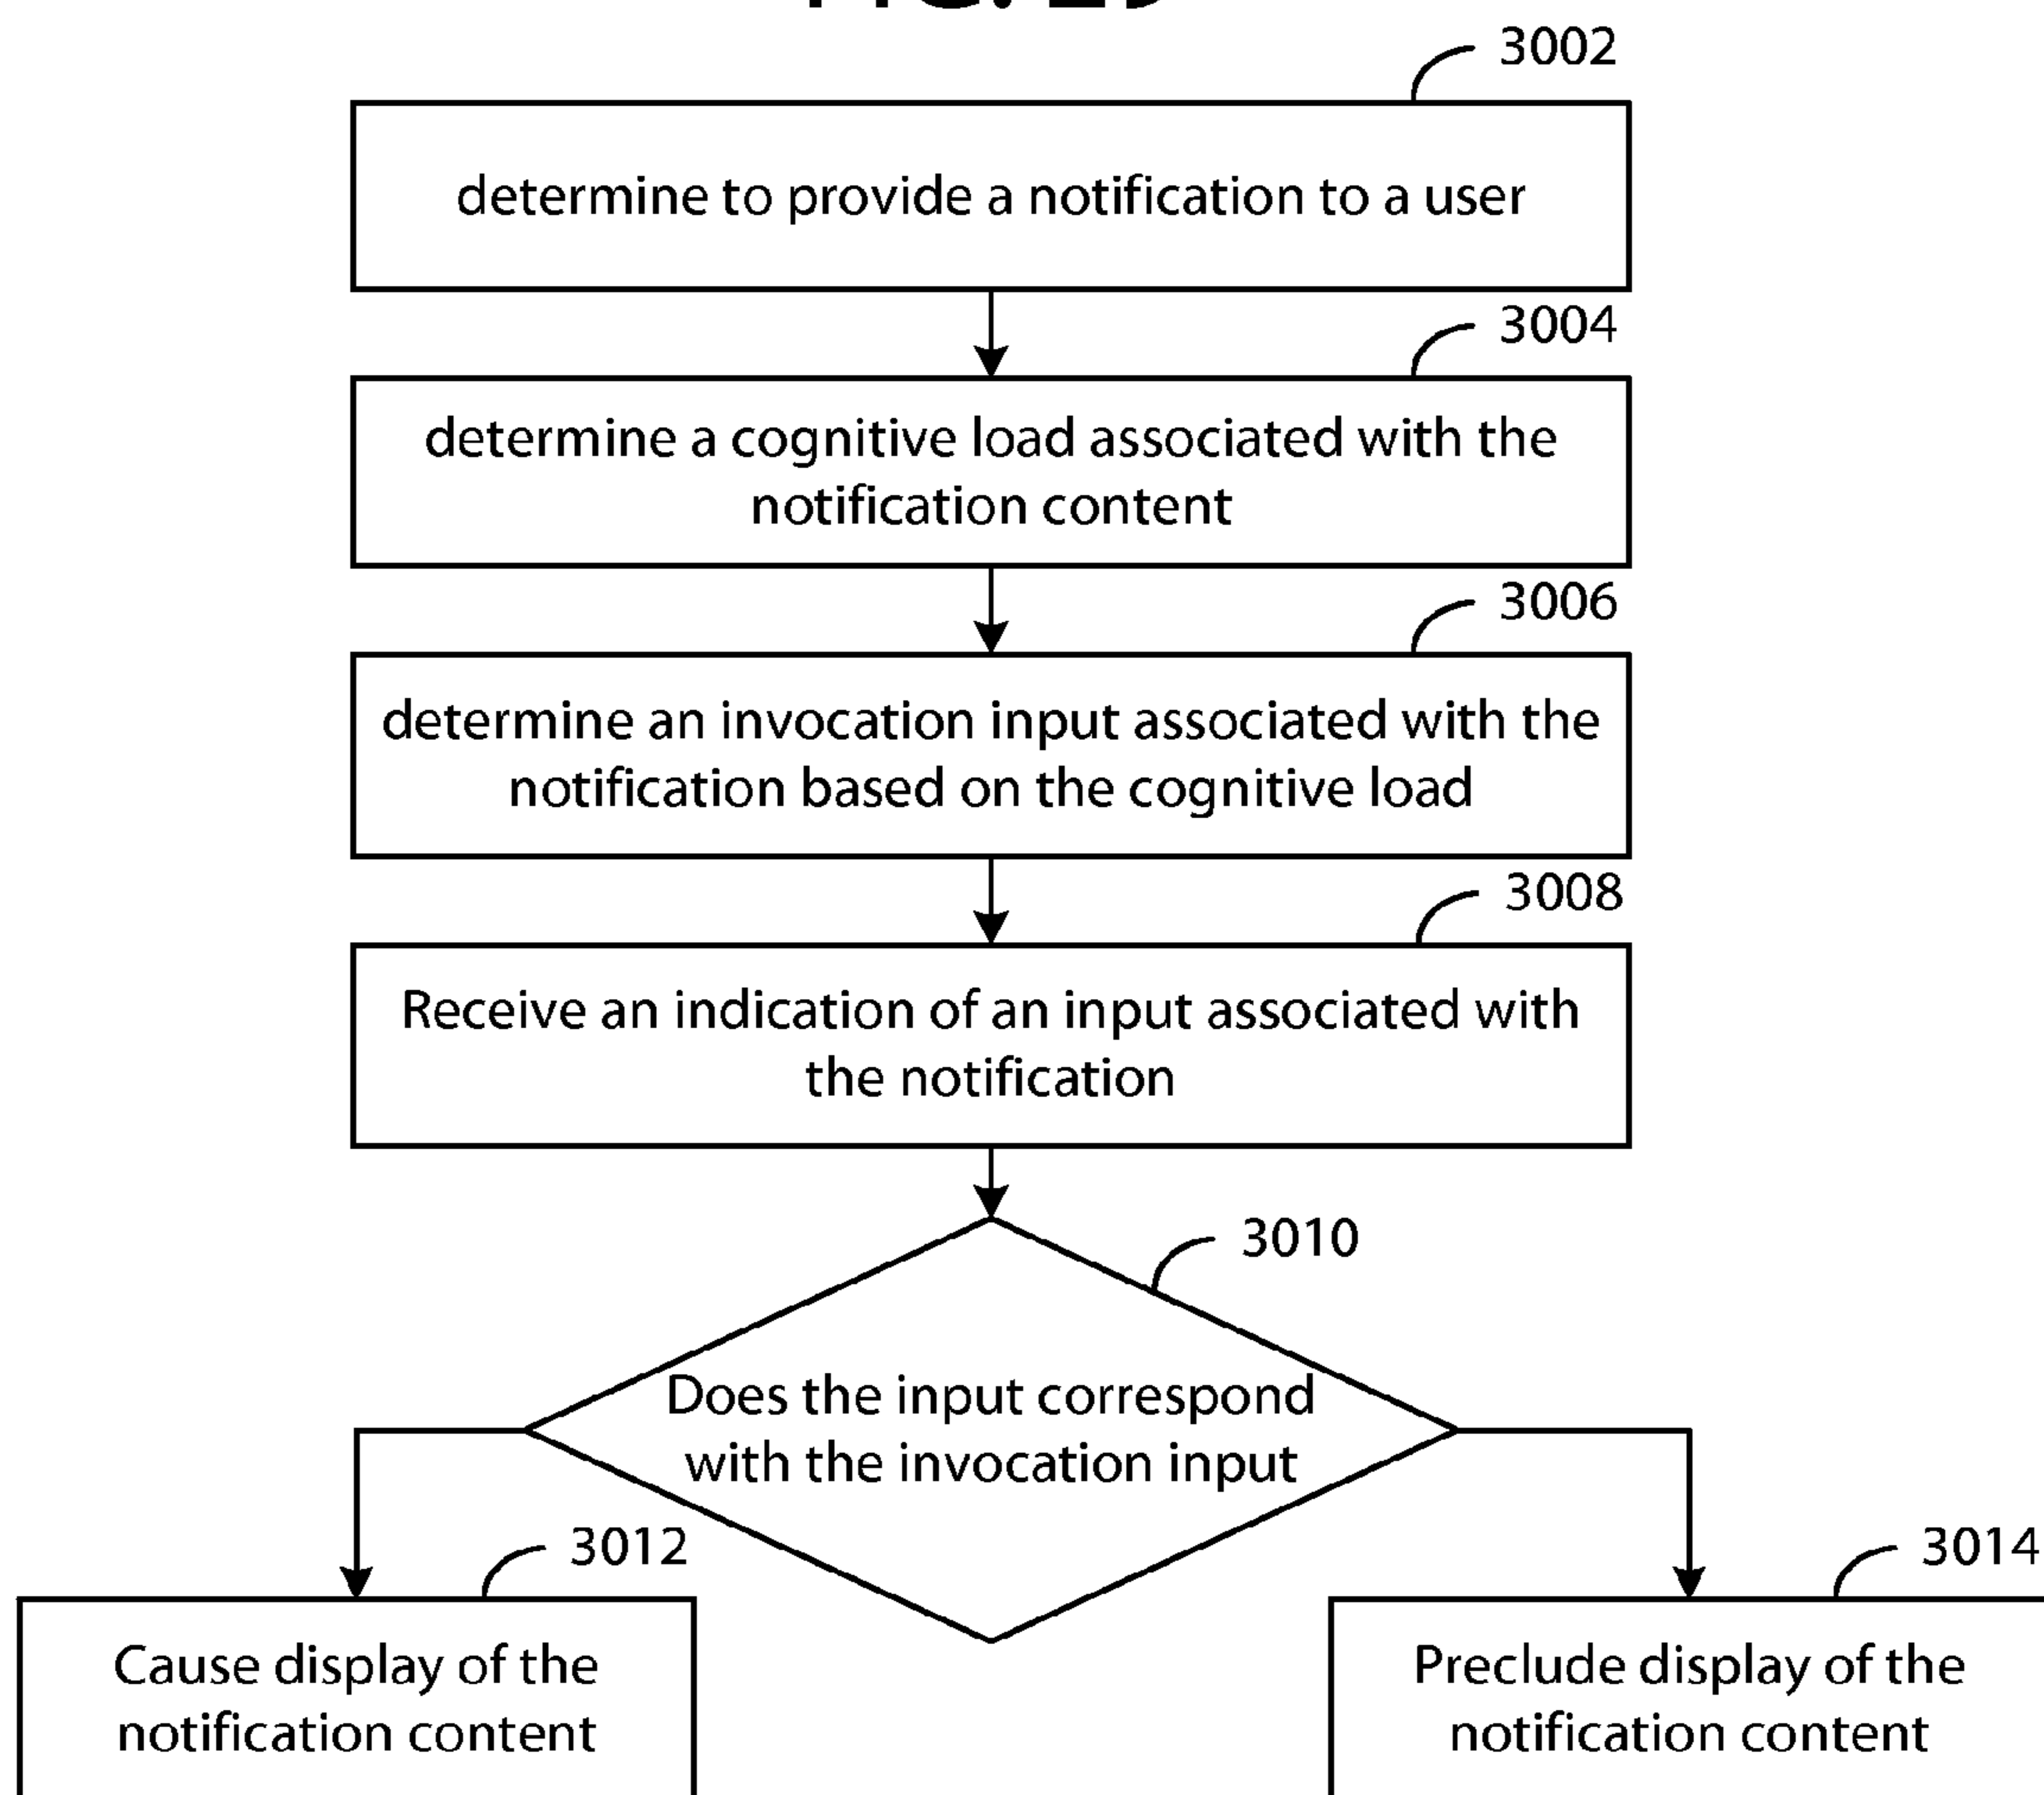 3002
determine to provide a notification to a user
3004
determine a cognitive load associated with the
notification content
3006
determine an invocation input associated with the
notification based on the cognitive load
3008
Receive an indication of an input associated with
the notification
3010
Does the input correspond
with the invocation input
3012
3014
Cause display of the
notification content
Preclude display of the
notification content